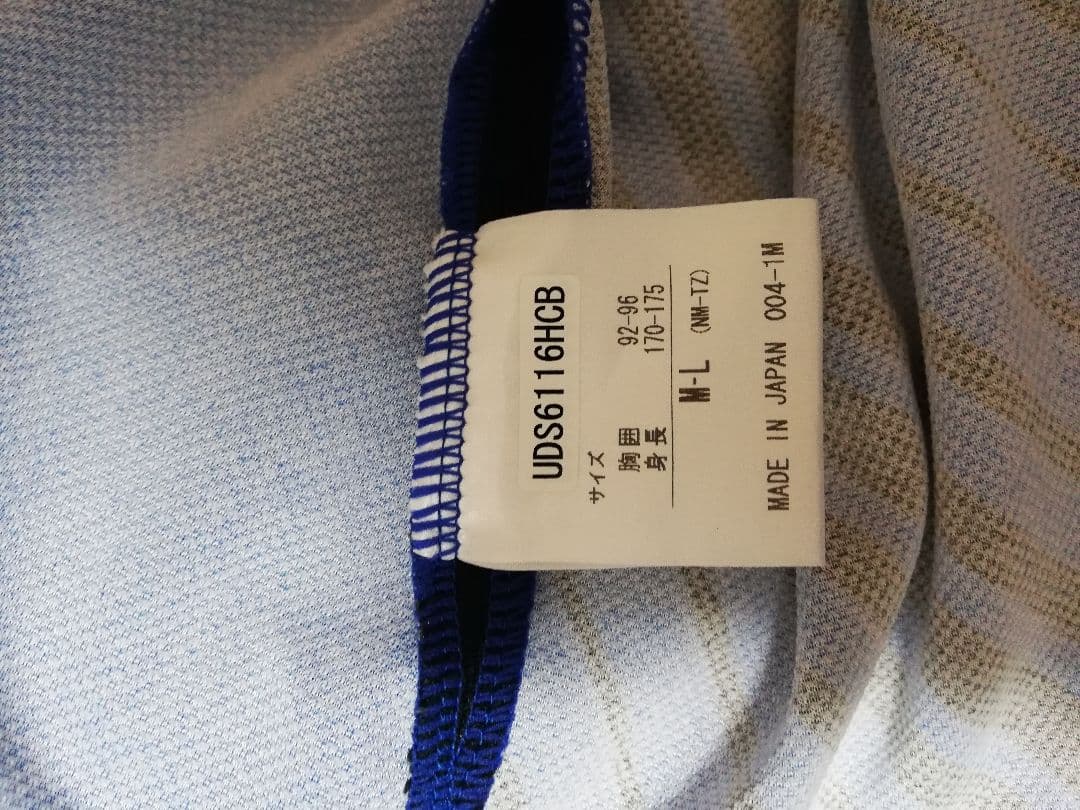 UDS6116HCB
サイズ
胸囲 92-96
身長 170-175
M-L (NM-TZ)
MADE IN JAPAN 004-1M